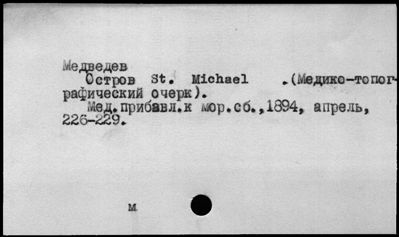 Медведев
Остров St. Michael .(Медико-топог-
рафический очерк).
Мед.прибавл.к мор.сб.,1894, апрель,
226-229.
м